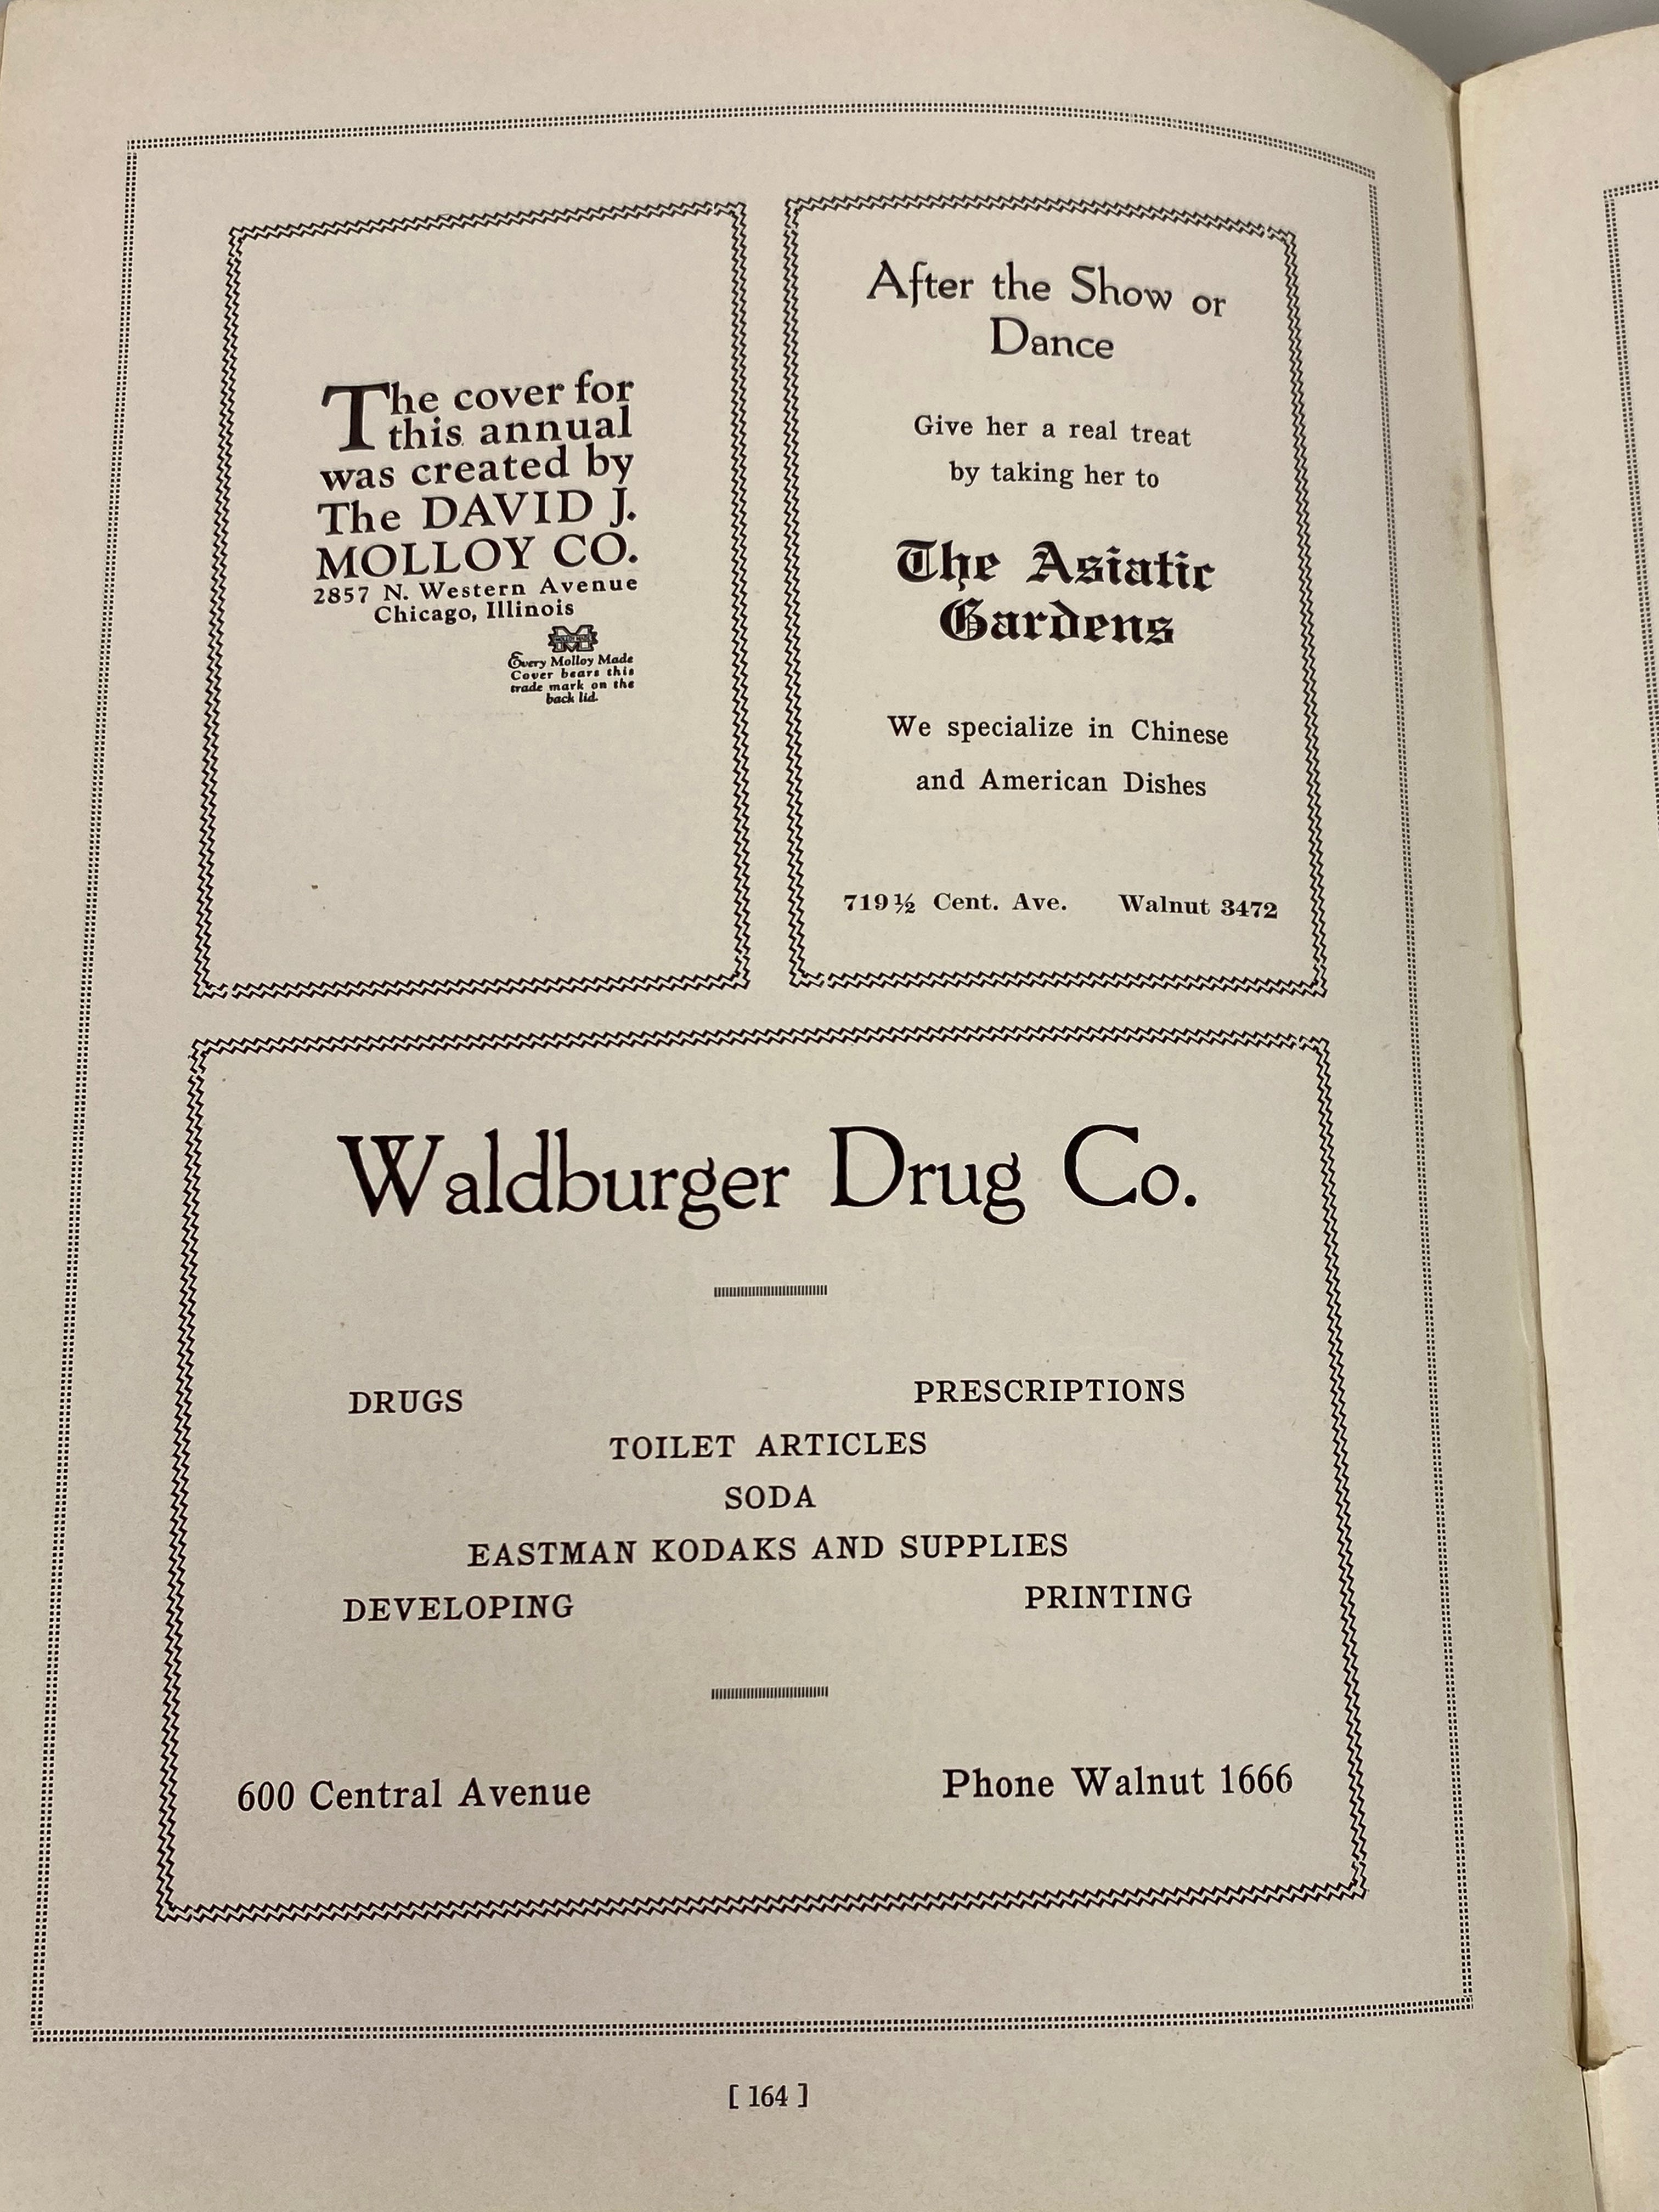 The cover for
this annual
was created by
The DAVID J.
MOLLOY CO.
2857 N. Western Avenue
Chicago, Illinois
MOLLOY MADE
Every Molloy Made
Cover bears this
trade mark on the
back lid.
After the Show or
Dance
Give her a real treat
by taking her to
The Asiatic
Gardens
We specialize in Chinese
and American Dishes
719½ Cent. Ave. Walnut 3472
Waldburger Drug Co.
DRUGS PRESCRIPTIONS
TOILET ARTICLES
SODA
EASTMAN KODAKS AND SUPPLIES
DEVELOPING PRINTING
600 Central Avenue Phone Walnut 1666
[ 164 ]